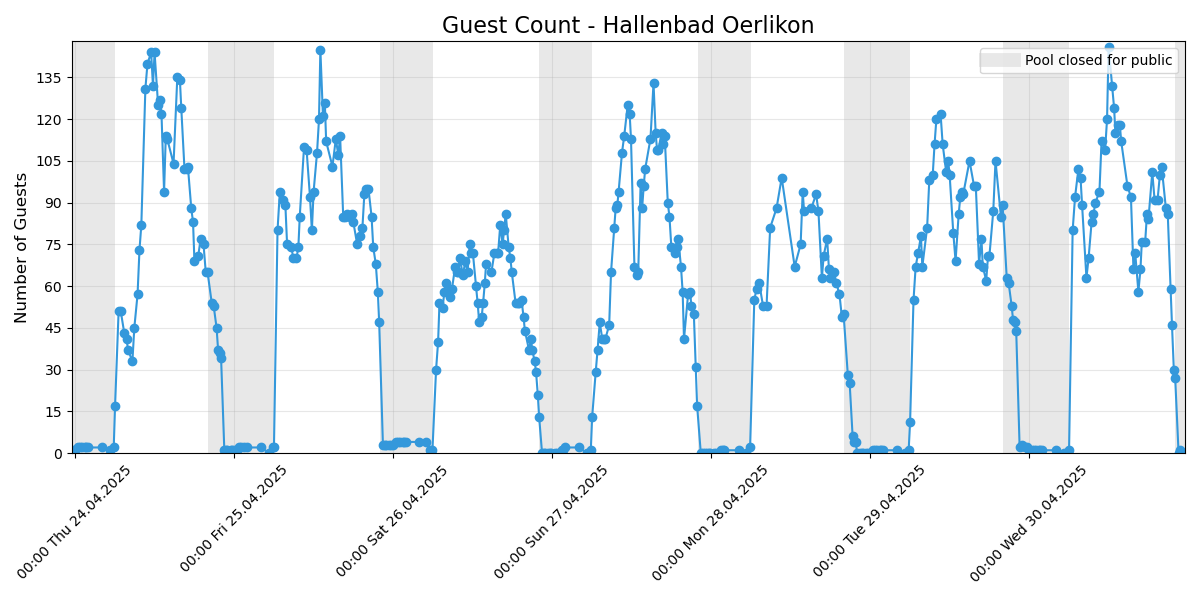 Guest Count - Hallenbad Oerlikon
Pool closed for public
Number of Guests
135
120
105
90
75
60
45
30
15
0
00:00 Thu 24.04.2025
00:00 Fri 25.04.2025
00:00 Sat 26.04.2025
00:00 Sun 27.04.2025
00:00 Mon 28.04.2025
00:00 Tue 29.04.2025
00:00 Wed 30.04.2025